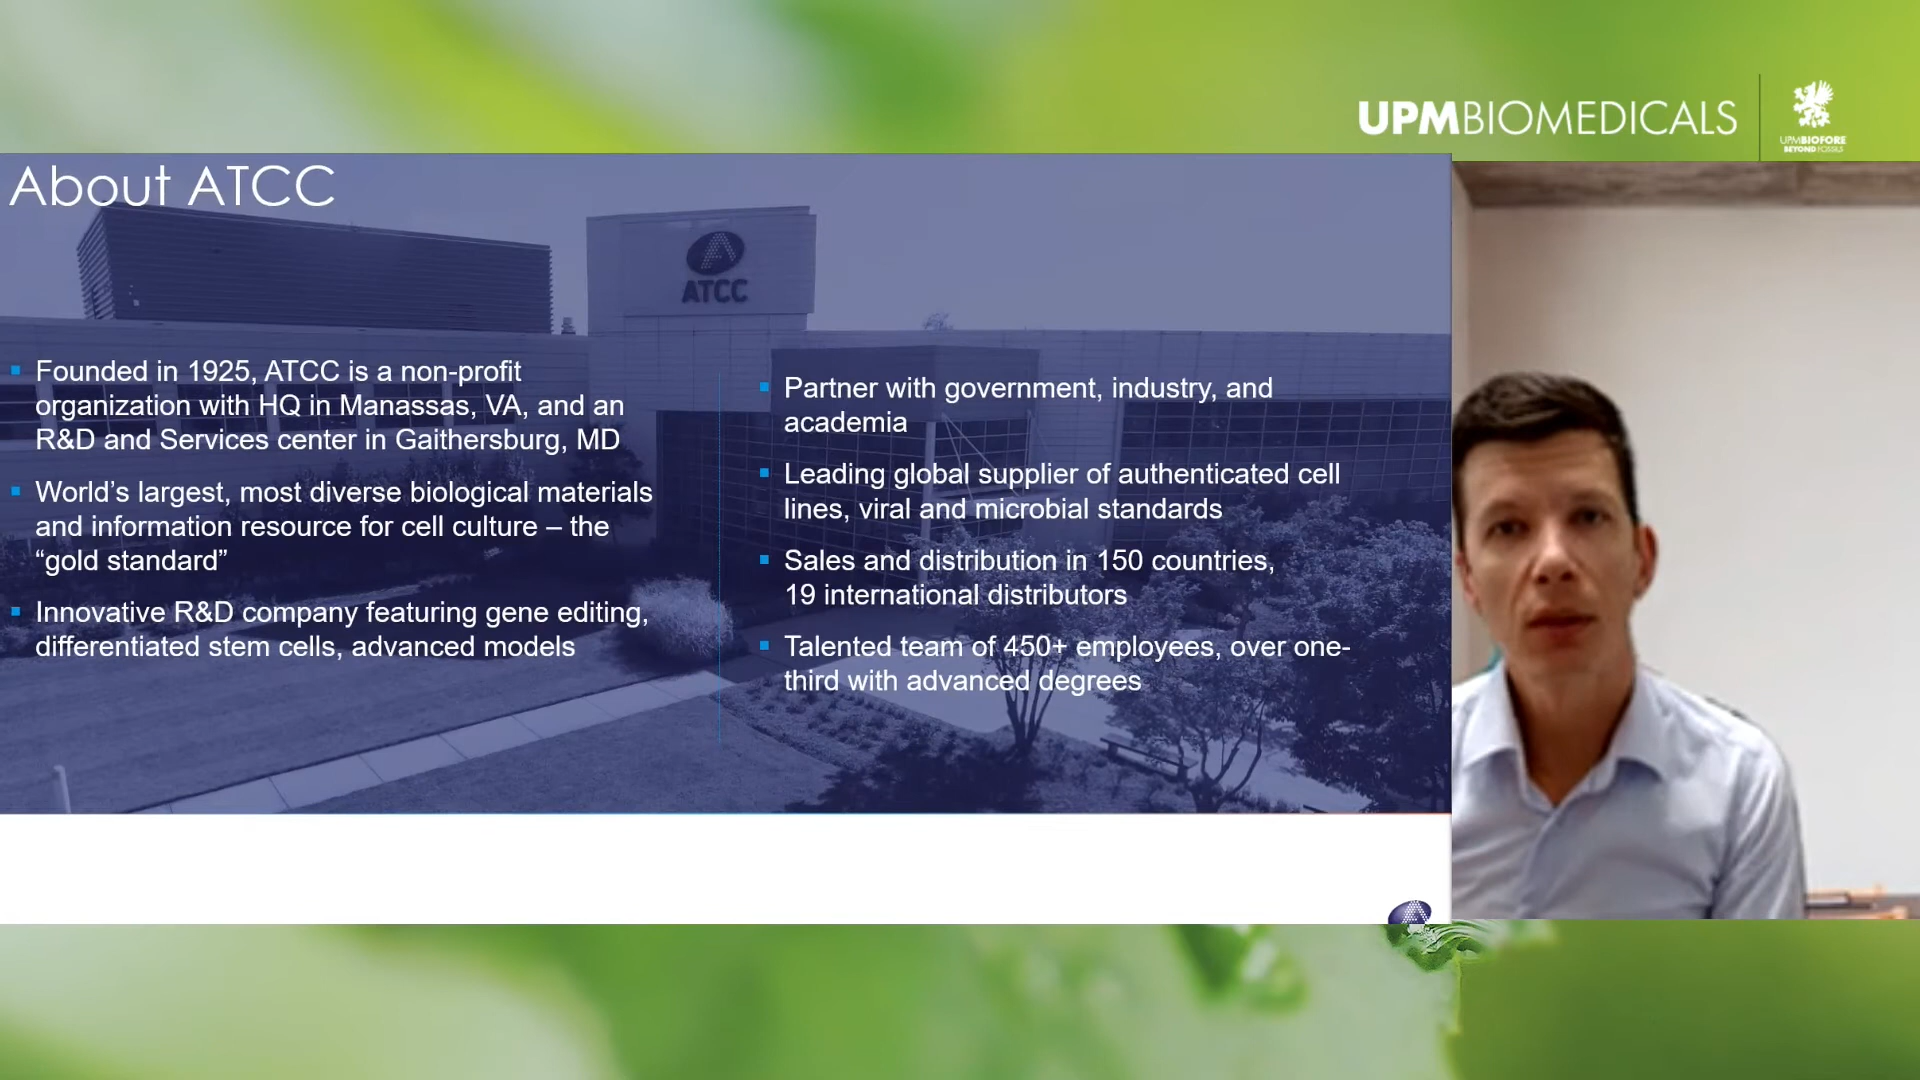 UPMBIOMEDICALS
UPMBIOFORE
BEYOND FOSSILS
About ATCC
ATCC
Founded in 1925, ATCC is a non-profit
organization with HQ in Manassas, VA, and an
R&D and Services center in Gaithersburg, MD
World’s largest, most diverse biological materials
and information resource for cell culture – the
“gold standard”
Innovative R&D company featuring gene editing,
differentiated stem cells, advanced models
Partner with government, industry, and
academia
Leading global supplier of authenticated cell
lines, viral and microbial standards
Sales and distribution in 150 countries,
19 international distributors
Talented team of 450+ employees, over one-
third with advanced degrees